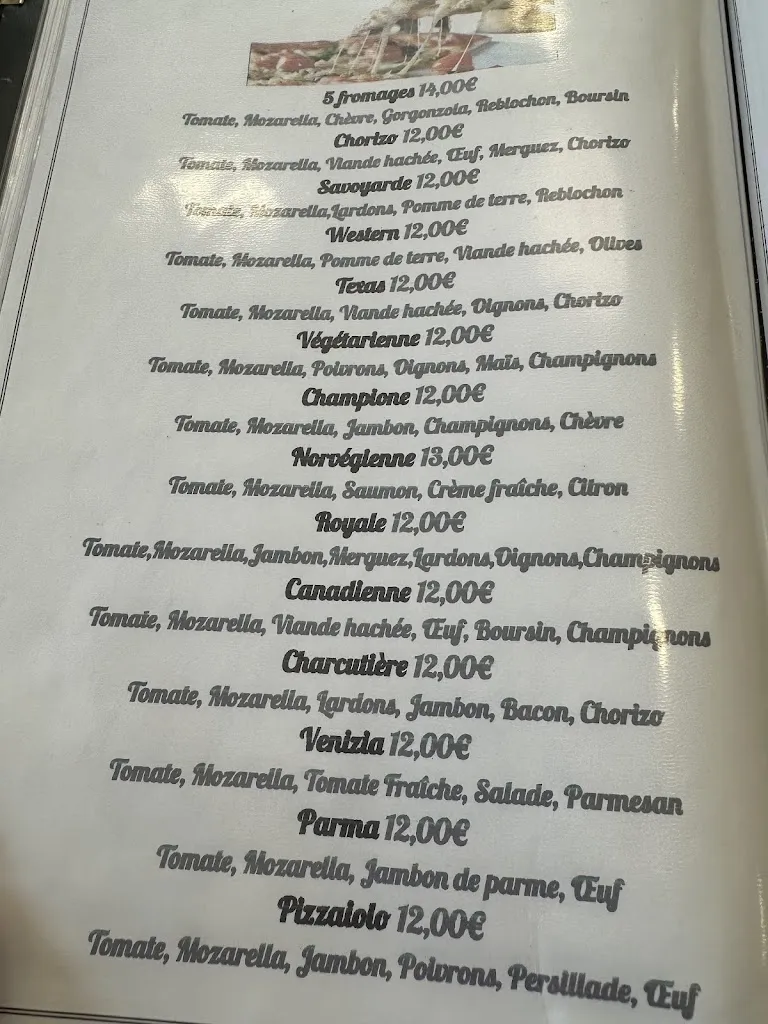 5 fromages 14,00€
Tomate, Mozarella, Chèvre, Gorgonzola, Reblochon, Boursin
Chorizo 12,00€
Tomate, Mozarella, Viande hachée, Œuf, Merguez, Chorizo
Savoyarde 12,00€
Tomate, Mozarella,Lardons, Pomme de terre, Reblochon
Western 12,00€
Tomate, Mozarella, Pomme de terre, Viande hachée, Olives
Texas 12,00€
Tomate, Mozarella, Viande hachée, Oignons, Chorizo
Végétarienne 12,00€
Tomate, Mozarella, Poivrons, Oignons, Maïs, Champignons
Champione 12,00€
Tomate, Mozarella, Jambon, Champignons, Chèvre
Norvégienne 13,00€
Tomate, Mozarella, Saumon, Crème fraîche, Citron
Royale 12,00€
Tomate,Mozarella,Jambon,Merguez,Lardons,Oignons,Champignons
Canadienne 12,00€
Tomate, Mozarella, Viande hachée, Œuf, Boursin, Champignons
Charcutière 12,00€
Tomate, Mozarella, Lardons, Jambon, Bacon, Chorizo
Venizia 12,00€
Tomate, Mozarella, Tomate Fraîche, Salade, Parmesan
Parma 12,00€
Tomate, Mozarella, Jambon de parme, Œuf
Pizzaiolo 12,00€
Tomate, Mozarella, Jambon, Poivrons, Persillade, Œuf